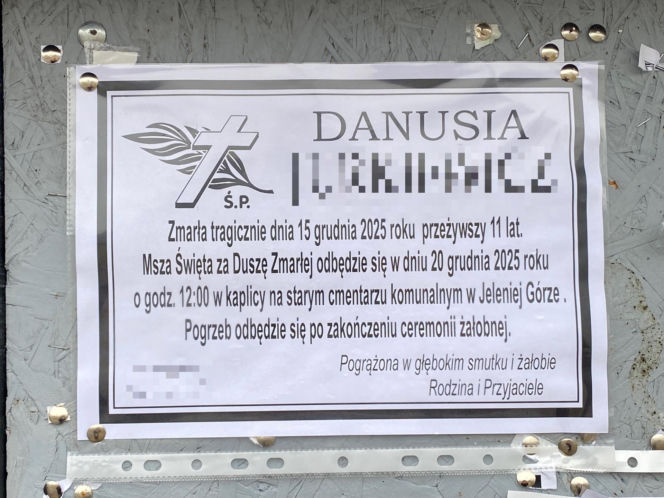 DANUSIA
Ś.P.
Zmarła tragicznie dnia 15 grudnia 2025 roku przeżywszy 11 lat.
Msza Święta za Duszę Zmarłej odbędzie się w dniu 20 grudnia 2025 roku
o godz. 12:00 w kaplicy na starym cmentarzu komunalnym w Jeleniej Górze .
Pogrzeb odbędzie się po zakończeniu ceremonii żałobnej.
Pogrążona w głębokim smutku i żałobie
Rodzina i Przyjaciele